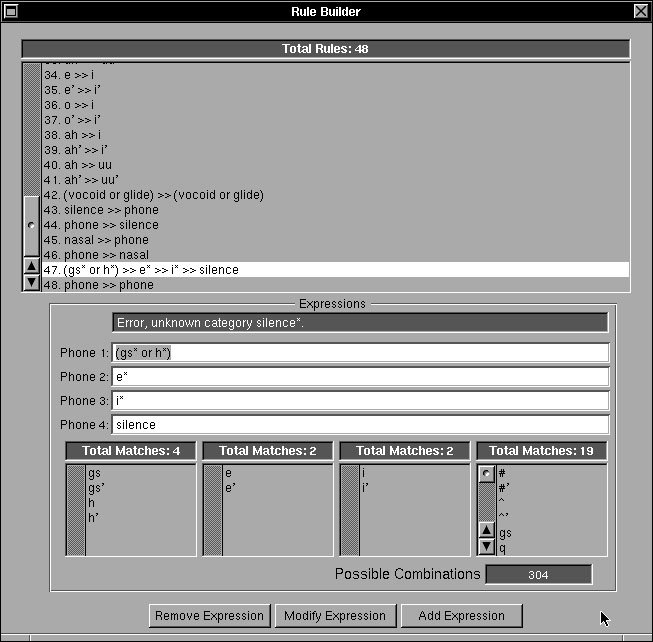 Rule Builder
Total Rules: 48
34. e >> i
35. e' >> i'
36. o >> i
37. o' >> i'
38. ah >> i
39. ah' >> i'
40. ah >> uu
41. ah' >> uu'
42. (vocoid or glide) >> (vocoid or glide)
43. silence >> phone
44. phone >> silence
45. nasal >> phone
46. phone >> nasal
47. (gs* or h*) >> e* >> i* >> silence
48. phone >> phone
Expressions
Error, unknown category silence*.
Phone 1: (gs* or h*)
Phone 2: e*
Phone 3: i*
Phone 4: silence
Total Matches: 4 Total Matches: 2 Total Matches: 2 Total Matches: 19
gs e i #
gs' e' i' #'
h ^
h' ^'
gs
q
Possible Combinations 304
Remove Expression Modify Expression Add Expression